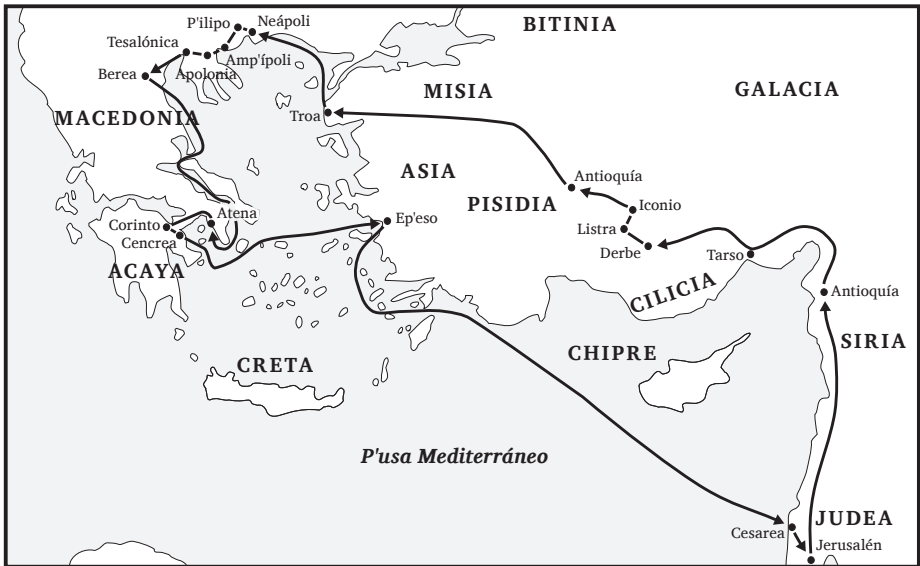 P'ilipo
Neápoli
BITINIA
Tesalónica
Amp'ípoli
Berea
Apolonia
MISIA
GALACIA
MACEDONIA
Troa
ASIA
Antioquía
PISIDIA
Iconio
Atena
Ep'eso
Corinto
Listra
Cencrea
Derbe
Tarso
ACAYA
CILICIA
Antioquía
SIRIA
CHIPRE
CRETA
P'usa Mediterráneo
JUDEA
Cesarea
Jerusalén